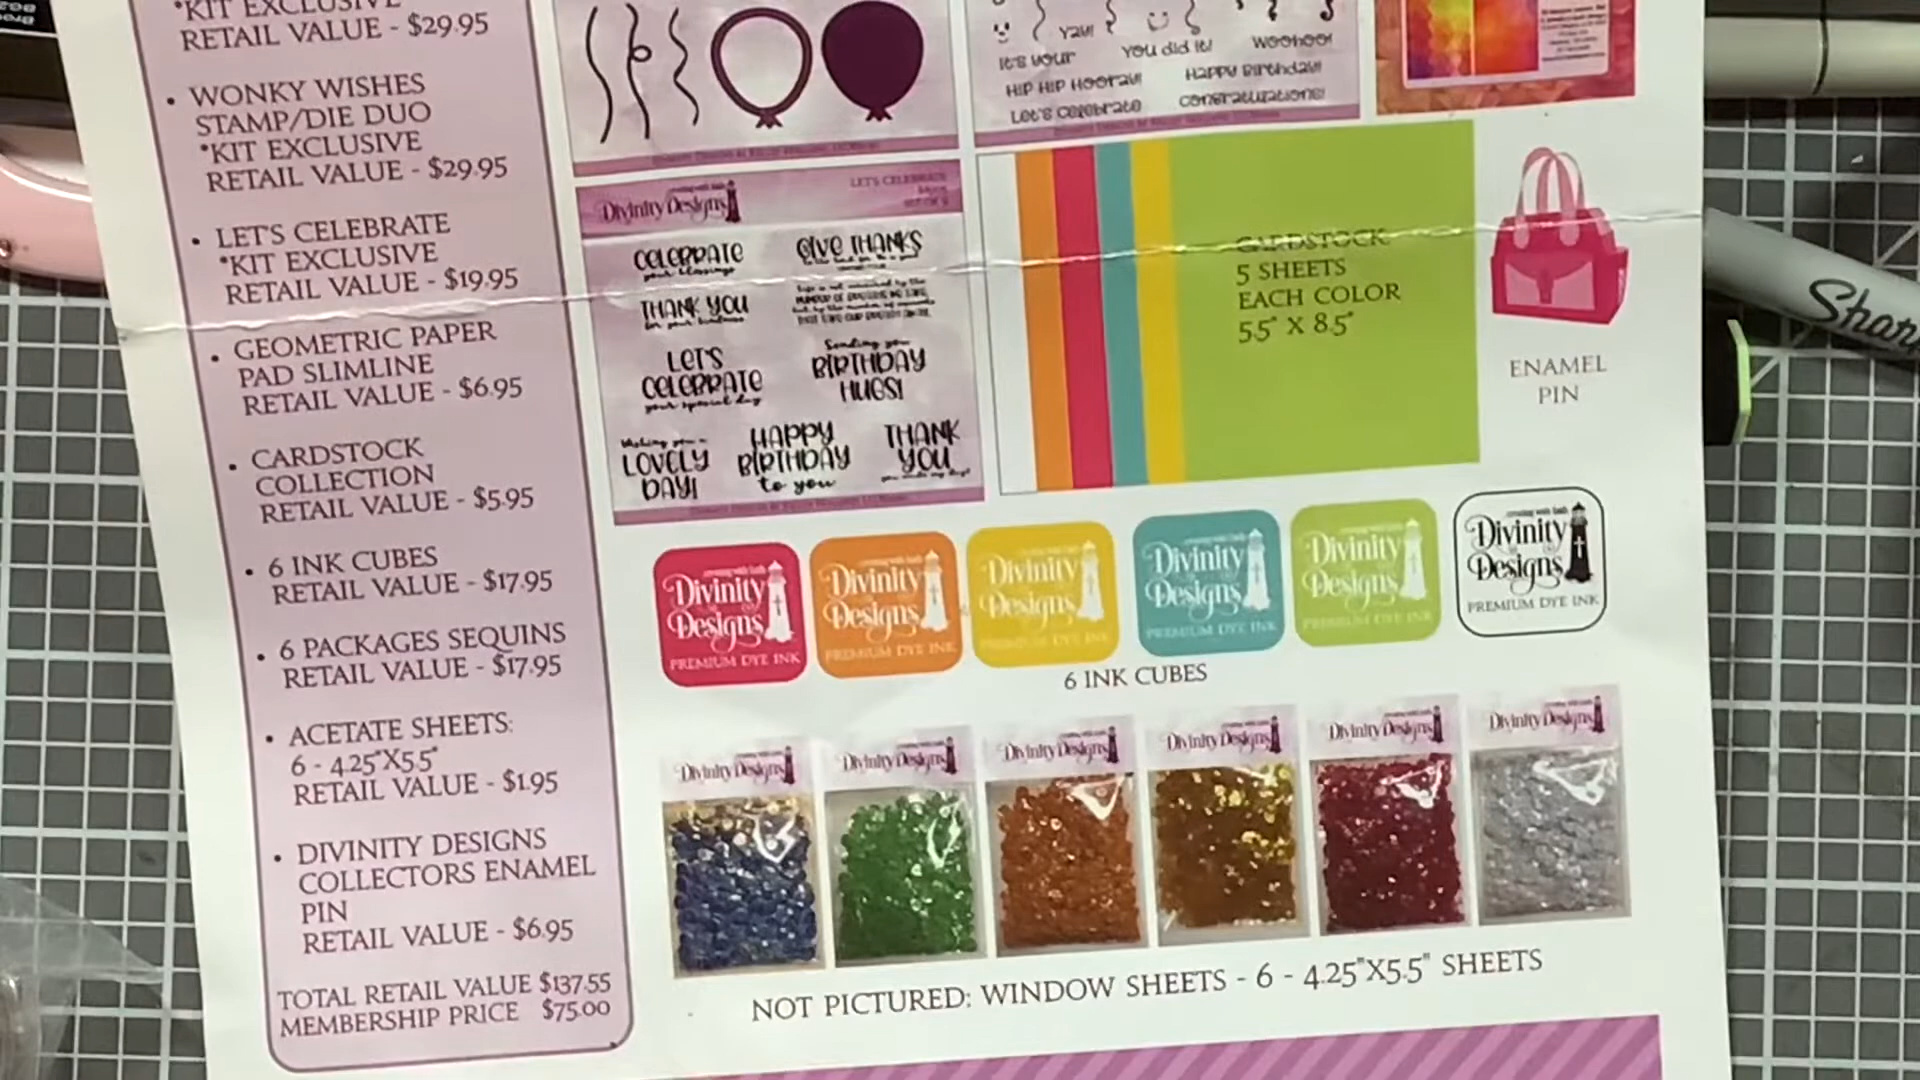 *KIT EXCLUSIVE
RETAIL VALUE - $29.95
• WONKY WISHES
STAMP/DIE DUO
*KIT EXCLUSIVE
RETAIL VALUE - $29.95
• LET'S CELEBRATE
*KIT EXCLUSIVE
RETAIL VALUE - $19.95
• GEOMETRIC PAPER
PAD SLIMLINE
RETAIL VALUE - $6.95
• CARDSTOCK
COLLECTION
RETAIL VALUE - $5.95
• 6 INK CUBES
RETAIL VALUE - $17.95
• 6 PACKAGES SEQUINS
RETAIL VALUE - $17.95
• ACETATE SHEETS:
6 - 4.25"X5.5"
RETAIL VALUE - $1.95
• DIVINITY DESIGNS
COLLECTORS ENAMEL
PIN
RETAIL VALUE - $6.95
TOTAL RETAIL VALUE $137.55
MEMBERSHIP PRICE $75.00
Yay!
It's your You did it! Woohoo!
Hip Hip Hooray! Happy Birthday!
Let's Celebrate Congratulations!
Divinity Designs
LET'S CELEBRATE
CELEBRATE
your blessings
GIVE THANKS
THANK YOU
for your kindness
LET'S
CELEBRATE
your special day
Sending you
BIRTHDAY
HUGS!
Wishing you a
LOVELY
DAY!
HAPPY
BIRTHDAY
to you
THANK
YOU
CARDSTOCK
5 SHEETS
EACH COLOR
5.5" X 8.5"
ENAMEL
PIN
Sharp
Divinity
Designs
PREMIUM DYE INK
Divinity
Designs
PREMIUM DYE INK
Divinity
Designs
PREMIUM DYE INK
Divinity
Designs
PREMIUM DYE INK
Divinity
Designs
PREMIUM DYE INK
creating with faith
Divinity
Designs
PREMIUM DYE INK
6 INK CUBES
Divinity Designs
Divinity Designs
Divinity Designs
Divinity Designs
Divinity Designs
Divinity Designs
NOT PICTURED: WINDOW SHEETS - 6 - 4.25"X5.5" SHEETS